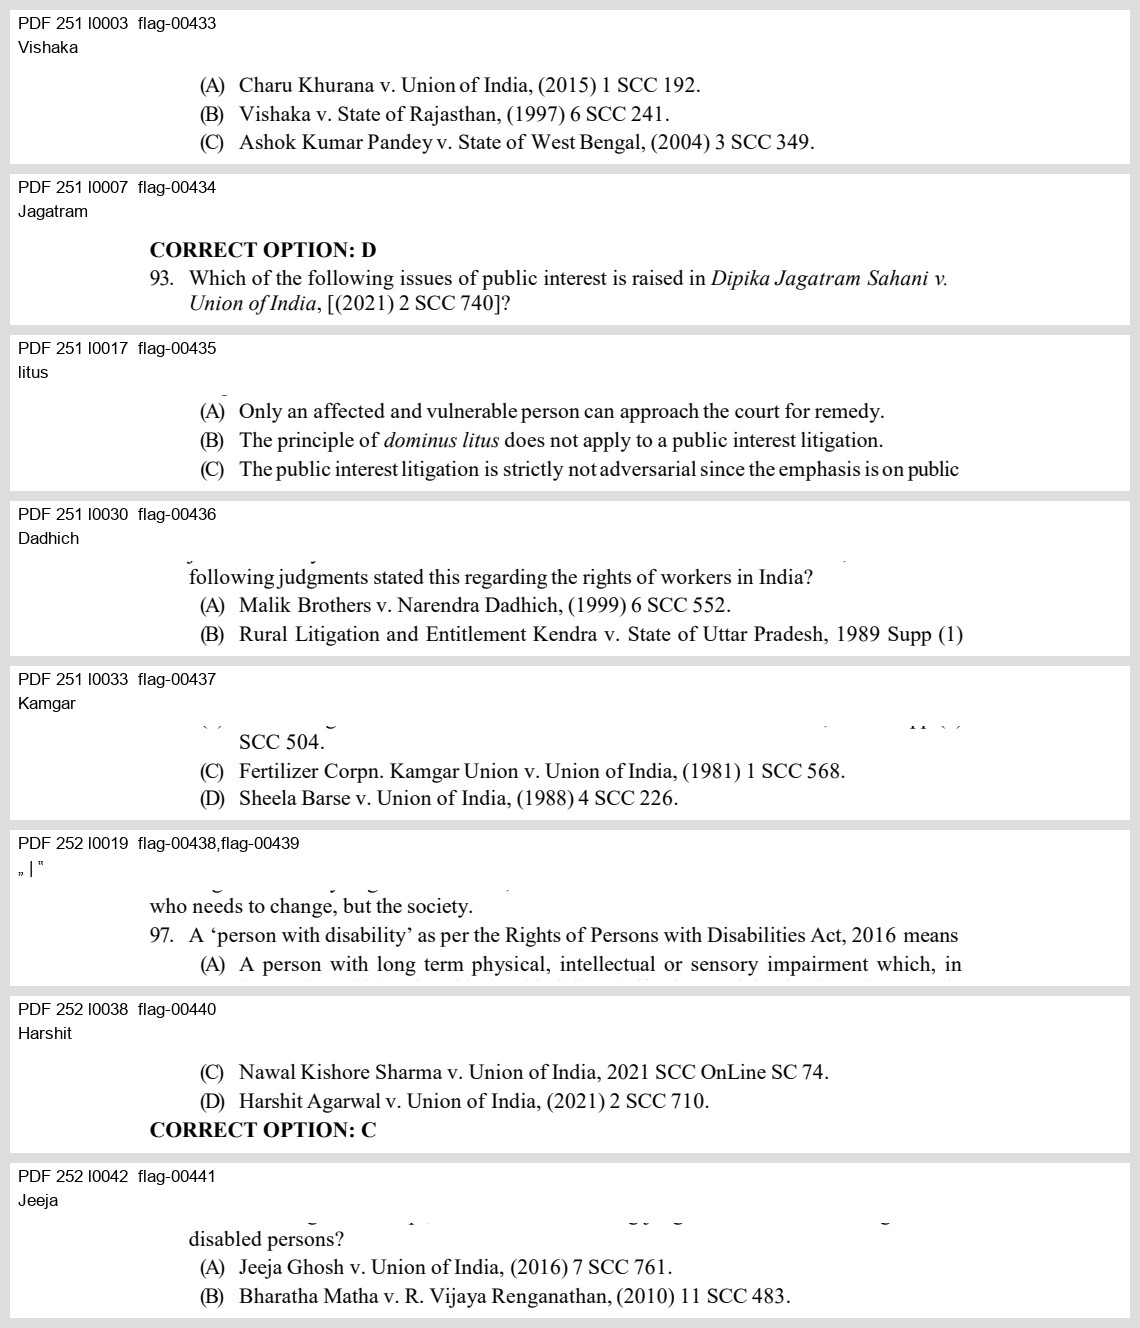 PDF 251 l0003 flag-00433
Vishaka
(A) Charu Khurana v. Union of India, (2015) 1 SCC 192.
(B) Vishaka v. State of Rajasthan, (1997) 6 SCC 241.
(C) Ashok Kumar Pandey v. State of West Bengal, (2004) 3 SCC 349.
PDF 251 l0007 flag-00434
Jagatram
CORRECT OPTION: D
93. Which of the following issues of public interest is raised in Dipika Jagatram Sahani v.
Union of India, [(2021) 2 SCC 740]?
PDF 251 l0017 flag-00435
litus
(A) Only an affected and vulnerable person can approach the court for remedy.
(B) The principle of dominus litus does not apply to a public interest litigation.
(C) The public interest litigation is strictly not adversarial since the emphasis is on public
PDF 251 l0030 flag-00436
Dadhich
following judgments stated this regarding the rights of workers in India?
(A) Malik Brothers v. Narendra Dadhich, (1999) 6 SCC 552.
(B) Rural Litigation and Entitlement Kendra v. State of Uttar Pradesh, 1989 Supp (1)
PDF 251 l0033 flag-00437
Kamgar
SCC 504.
(C) Fertilizer Corpn. Kamgar Union v. Union of India, (1981) 1 SCC 568.
(D) Sheela Barse v. Union of India, (1988) 4 SCC 226.
PDF 252 l0019 flag-00438,flag-00439
„ | ‟
who needs to change, but the society.
97. A ‘person with disability’ as per the Rights of Persons with Disabilities Act, 2016 means
(A) A person with long term physical, intellectual or sensory impairment which, in
PDF 252 l0038 flag-00440
Harshit
(C) Nawal Kishore Sharma v. Union of India, 2021 SCC OnLine SC 74.
(D) Harshit Agarwal v. Union of India, (2021) 2 SCC 710.
CORRECT OPTION: C
PDF 252 l0042 flag-00441
Jeeja
disabled persons?
(A) Jeeja Ghosh v. Union of India, (2016) 7 SCC 761.
(B) Bharatha Matha v. R. Vijaya Renganathan, (2010) 11 SCC 483.